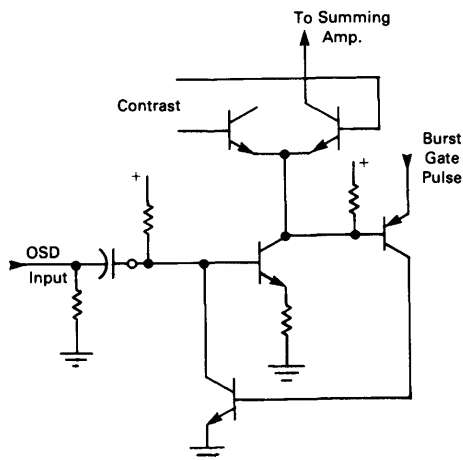 To Summing
Amp.
Contrast
+
Burst
Gate
Pulse
+
OSD
Input